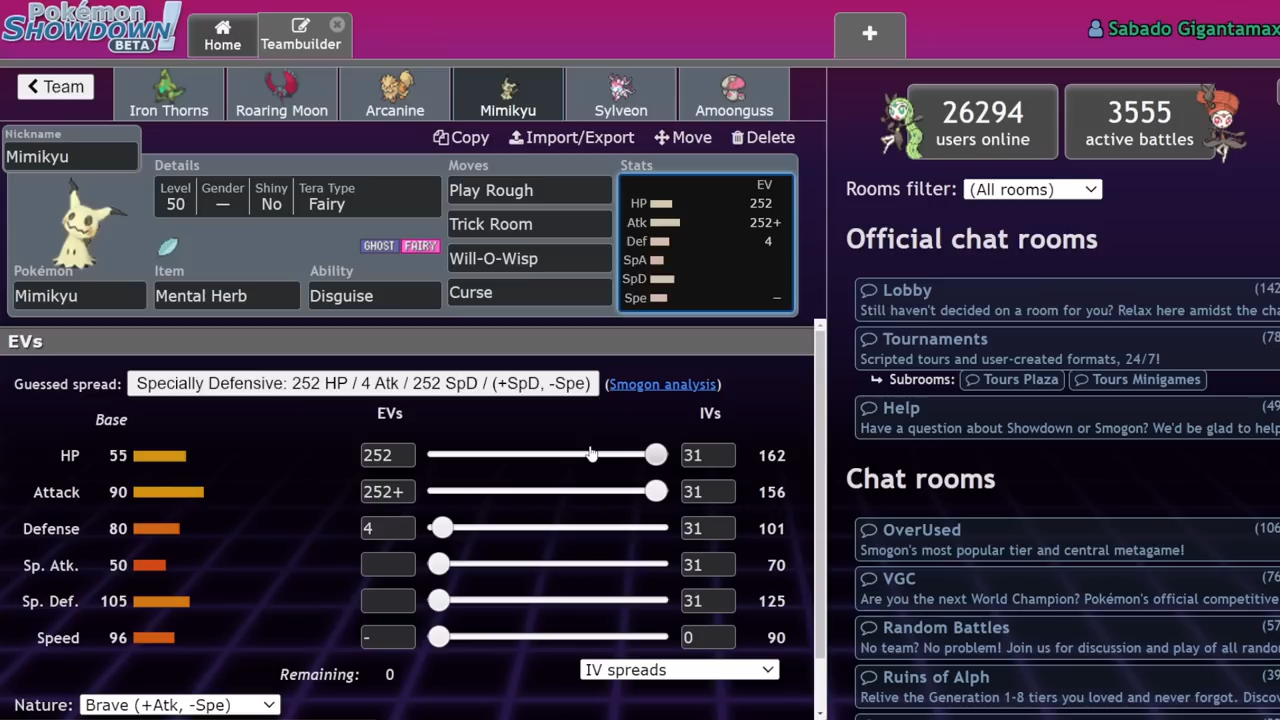 Pokémon
SHOWDOWN!
BETA
Home
Teambuilder
+
Sabado Gigantamax
Team
Iron Thorns
Roaring Moon
Arcanine
Mimikyu
Sylveon
Amoonguss
26294
users online
3555
active battles
Copy
Import/Export
Move
Delete
Nickname
Mimikyu
Details
Level
50
Gender
—
Shiny
No
Tera Type
Fairy
GHOST FAIRY
Pokémon
Mimikyu
Item
Mental Herb
Ability
Disguise
Moves
Play Rough
Trick Room
Will-O-Wisp
Curse
Stats
EV
HP 252
Atk 252+
Def 4
SpA
SpD
Spe −
Rooms filter: (All rooms)
Official chat rooms
Lobby (142
Still haven't decided on a room for you? Relax here amidst the cha
Tournaments (78
Scripted tours and user-created formats, 24/7!
↳ Subrooms: Tours Plaza Tours Minigames
Help (49
Have a question about Showdown or Smogon? We'd be glad to help
Chat rooms
OverUsed (106
Smogon's most popular tier and central metagame!
VGC (76
Are you the next World Champion? Pokémon's official competitive
Random Battles (57
No team? No problem! Join us for discussion and play of all rando
Ruins of Alph (39
Relive the Generation 1-8 tiers you loved and never forgot. Discov
EVs
Guessed spread: Specially Defensive: 252 HP / 4 Atk / 252 SpD / (+SpD, -Spe) (Smogon analysis)
Base EVs IVs
HP 55 252 31 162
Attack 90 252+ 31 156
Defense 80 4 31 101
Sp. Atk. 50 31 70
Sp. Def. 105 31 125
Speed 96 - 0 90
Remaining: 0
IV spreads
Nature: Brave (+Atk, -Spe)